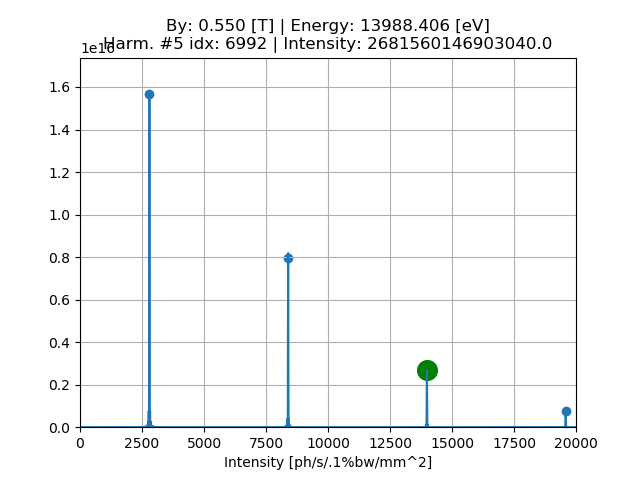 By: 0.550 [T] | Energy: 13988.406 [eV]
Harm. #5 idx: 6992 | Intensity: 2681560146903040.0
1e16
1.6
1.4
1.2
1.0
0.8
0.6
0.4
0.2
0.0
0 2500 5000 7500 10000 12500 15000 17500 20000
Intensity [ph/s/.1%bw/mm^2]